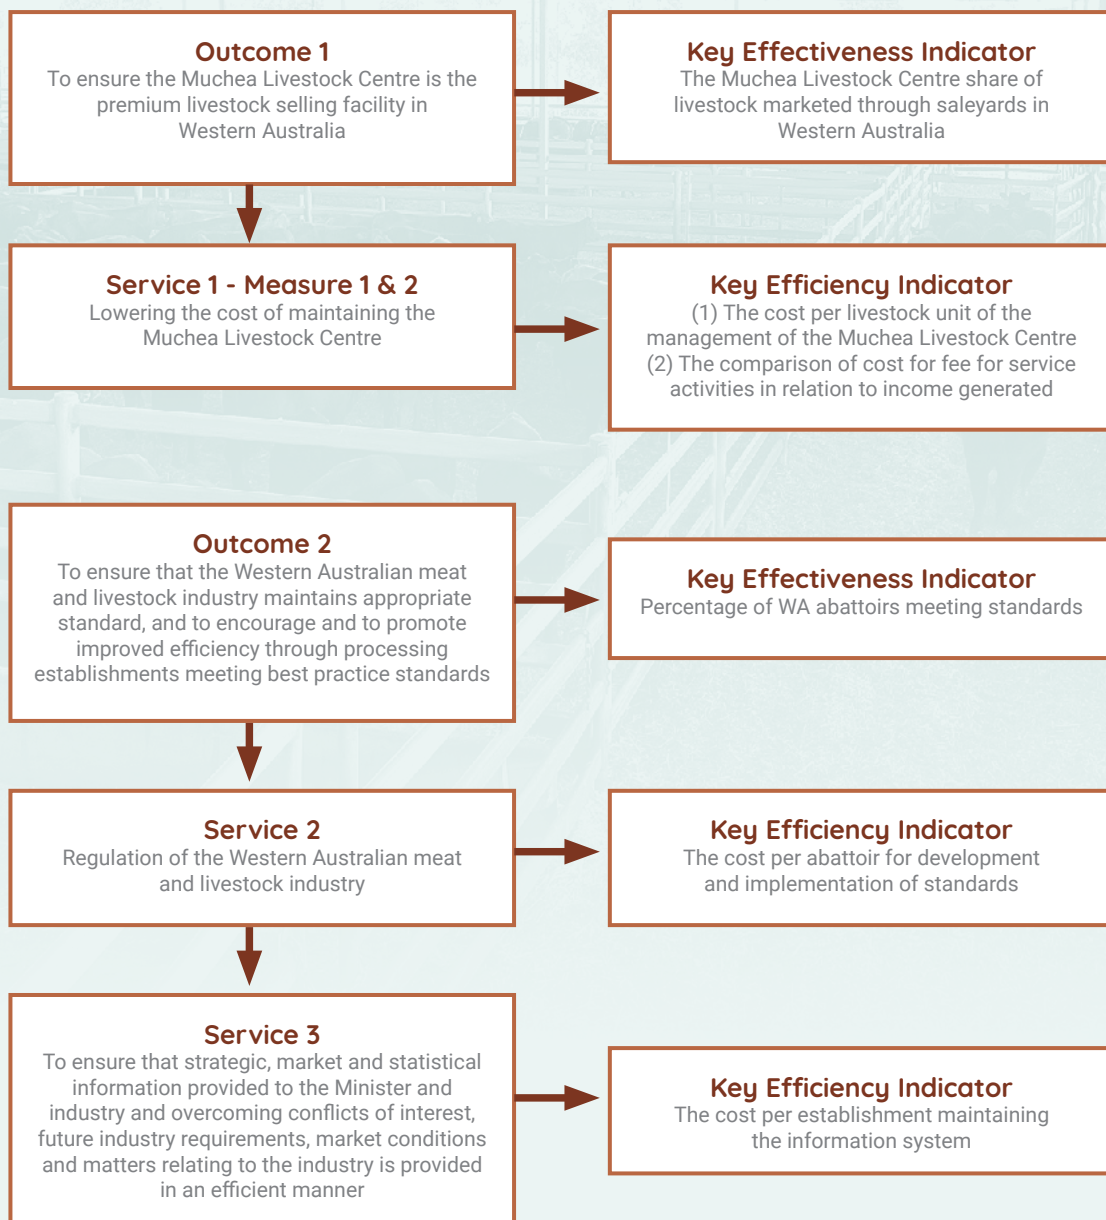 Outcome 1
To ensure the Muchea Livestock Centre is the
premium livestock selling facility in
Western Australia
Key Effectiveness Indicator
The Muchea Livestock Centre share of
livestock marketed through saleyards in
Western Australia
Service 1 - Measure 1 & 2
Lowering the cost of maintaining the
Muchea Livestock Centre
Key Efficiency Indicator
(1) The cost per livestock unit of the
management of the Muchea Livestock Centre
(2) The comparison of cost for fee for service
activities in relation to income generated
Outcome 2
To ensure that the Western Australian meat
and livestock industry maintains appropriate
standard, and to encourage and to promote
improved efficiency through processing
establishments meeting best practice standards
Key Effectiveness Indicator
Percentage of WA abattoirs meeting standards
Service 2
Regulation of the Western Australian meat
and livestock industry
Key Efficiency Indicator
The cost per abattoir for development
and implementation of standards
Service 3
To ensure that strategic, market and statistical
information provided to the Minister and
industry and overcoming conflicts of interest,
future industry requirements, market conditions
and matters relating to the industry is provided
in an efficient manner
Key Efficiency Indicator
The cost per establishment maintaining
the information system